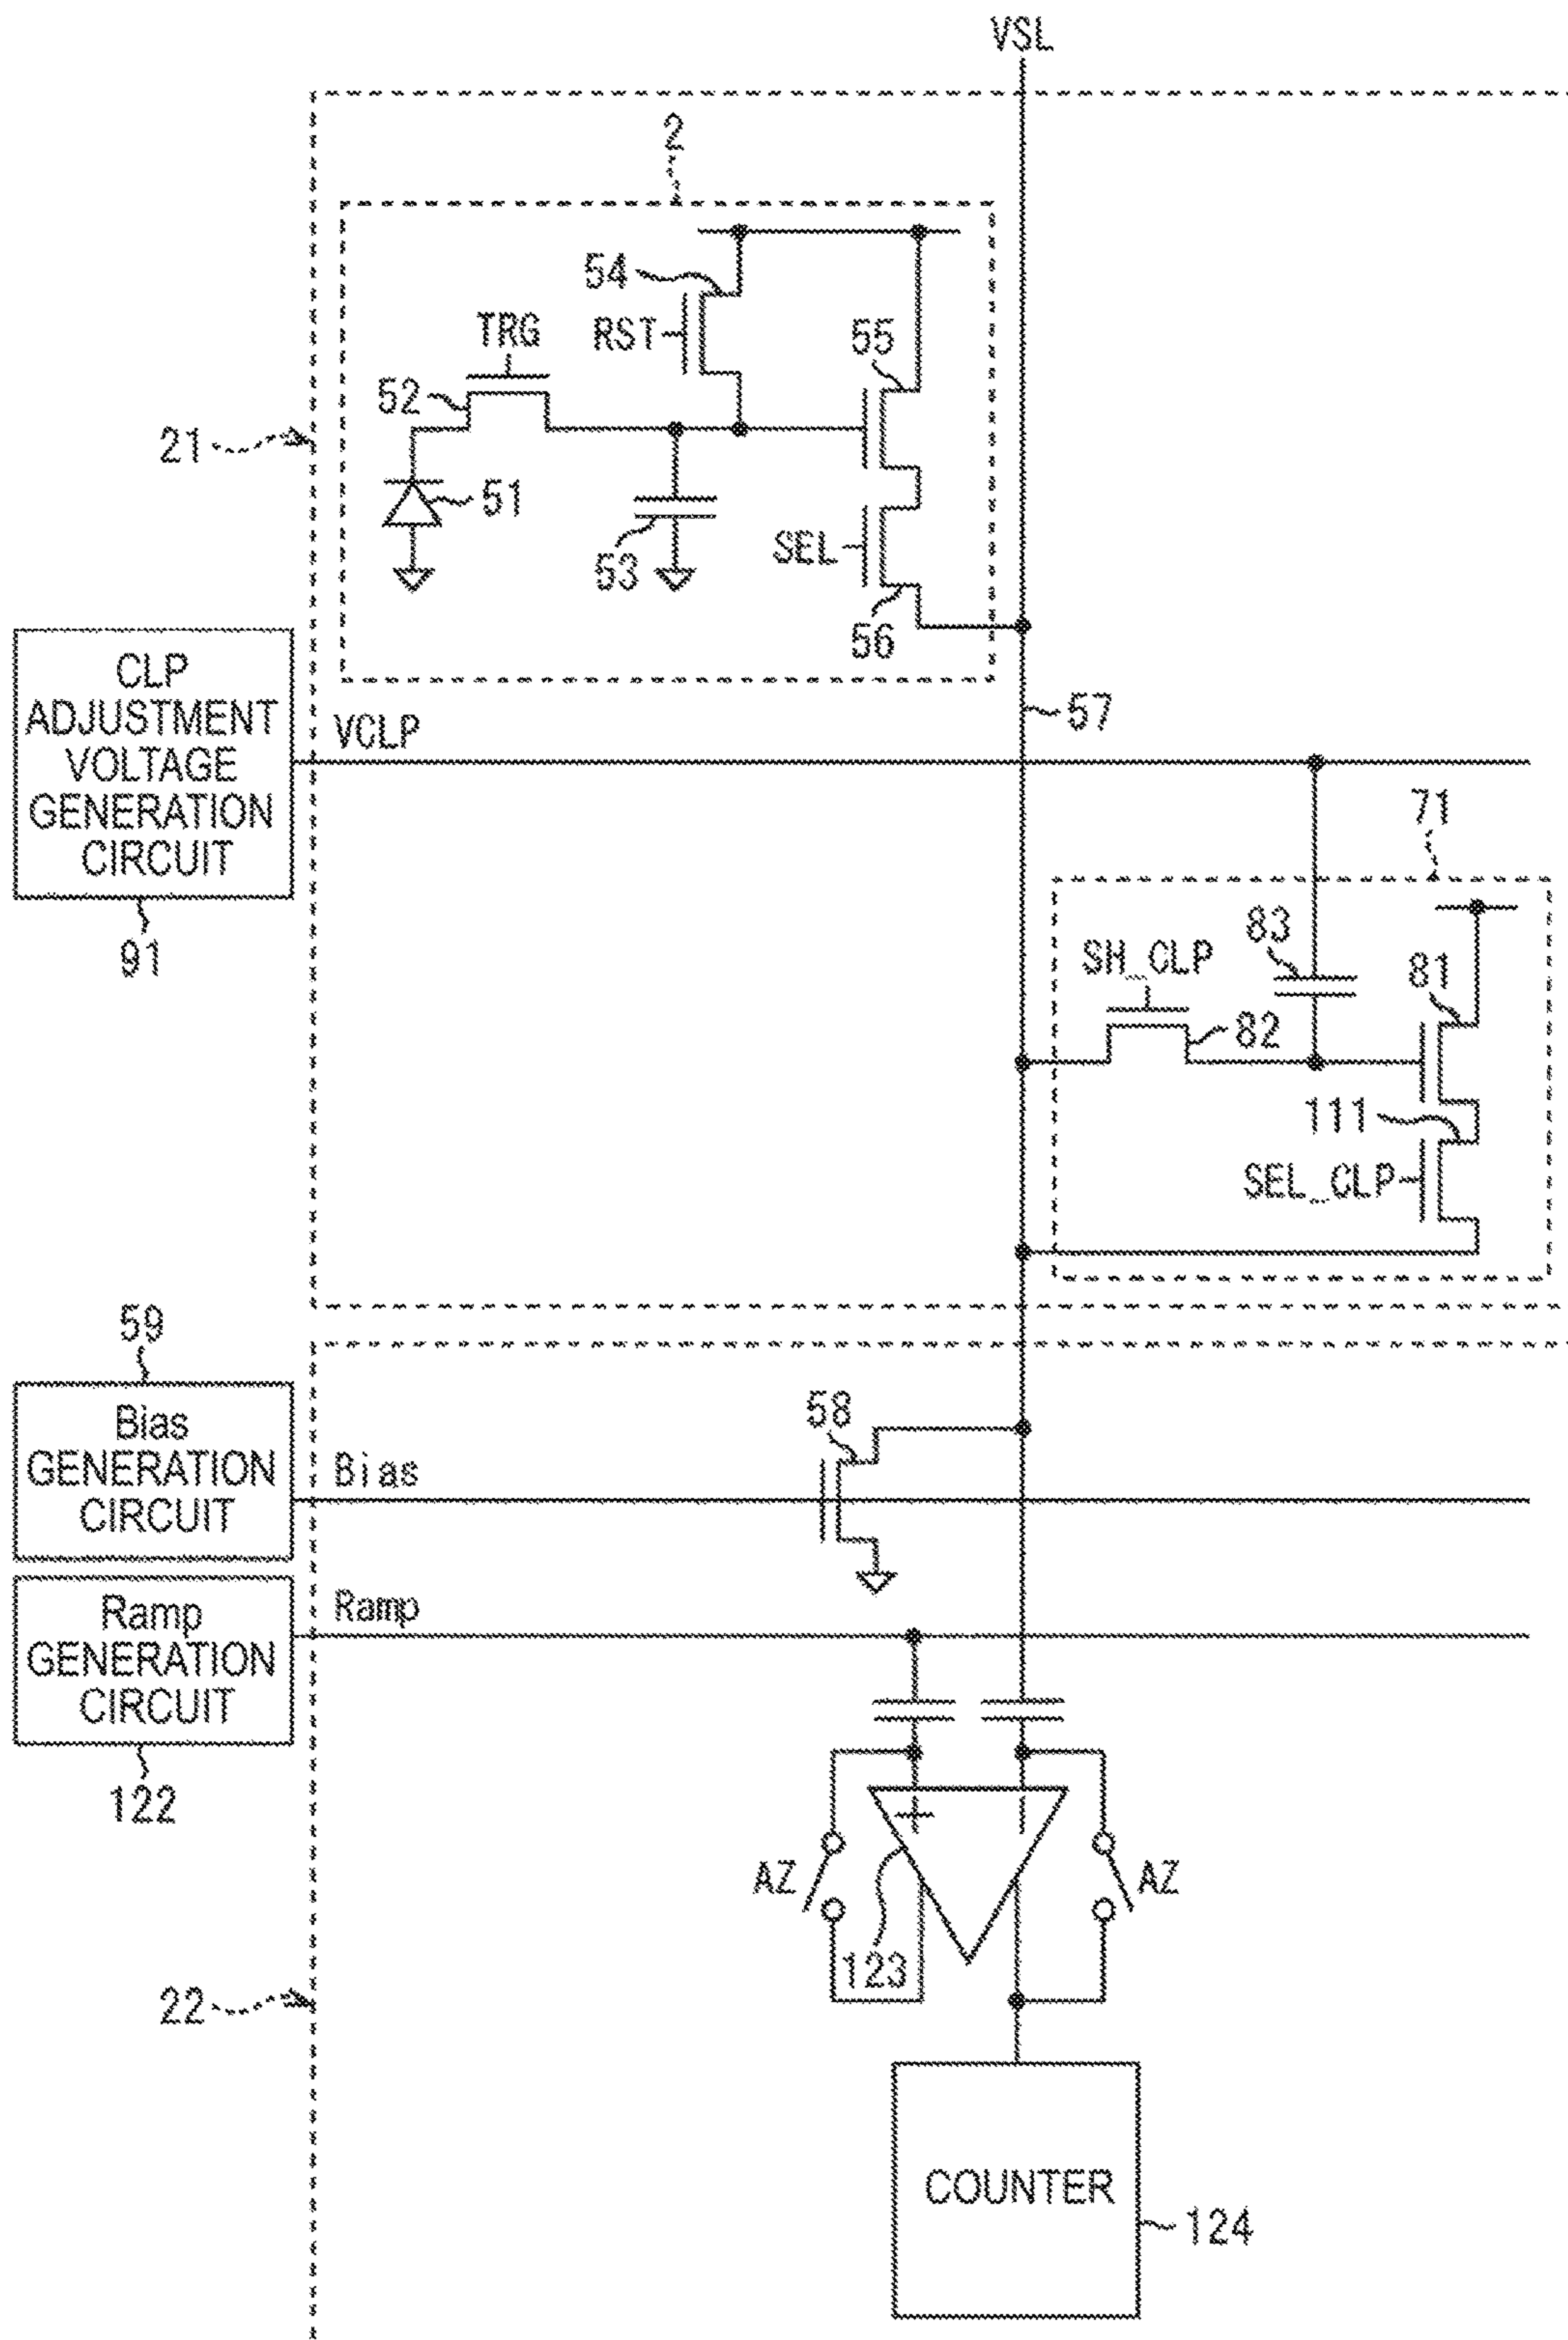 VSL
2
54
TRG
RST
55
52
21
51
SEL
53
56
CLP
ADJUSTMENT
VOLTAGE
GENERATION
CIRCUIT
VCLP
57
71
91
83
SH_CLP
81
82
111
SEL_CLP
59
58
Bias
GENERATION
CIRCUIT
Bias
Ramp
GENERATION
CIRCUIT
Ramp
122
+
AZ
AZ
123
22
COUNTER
124